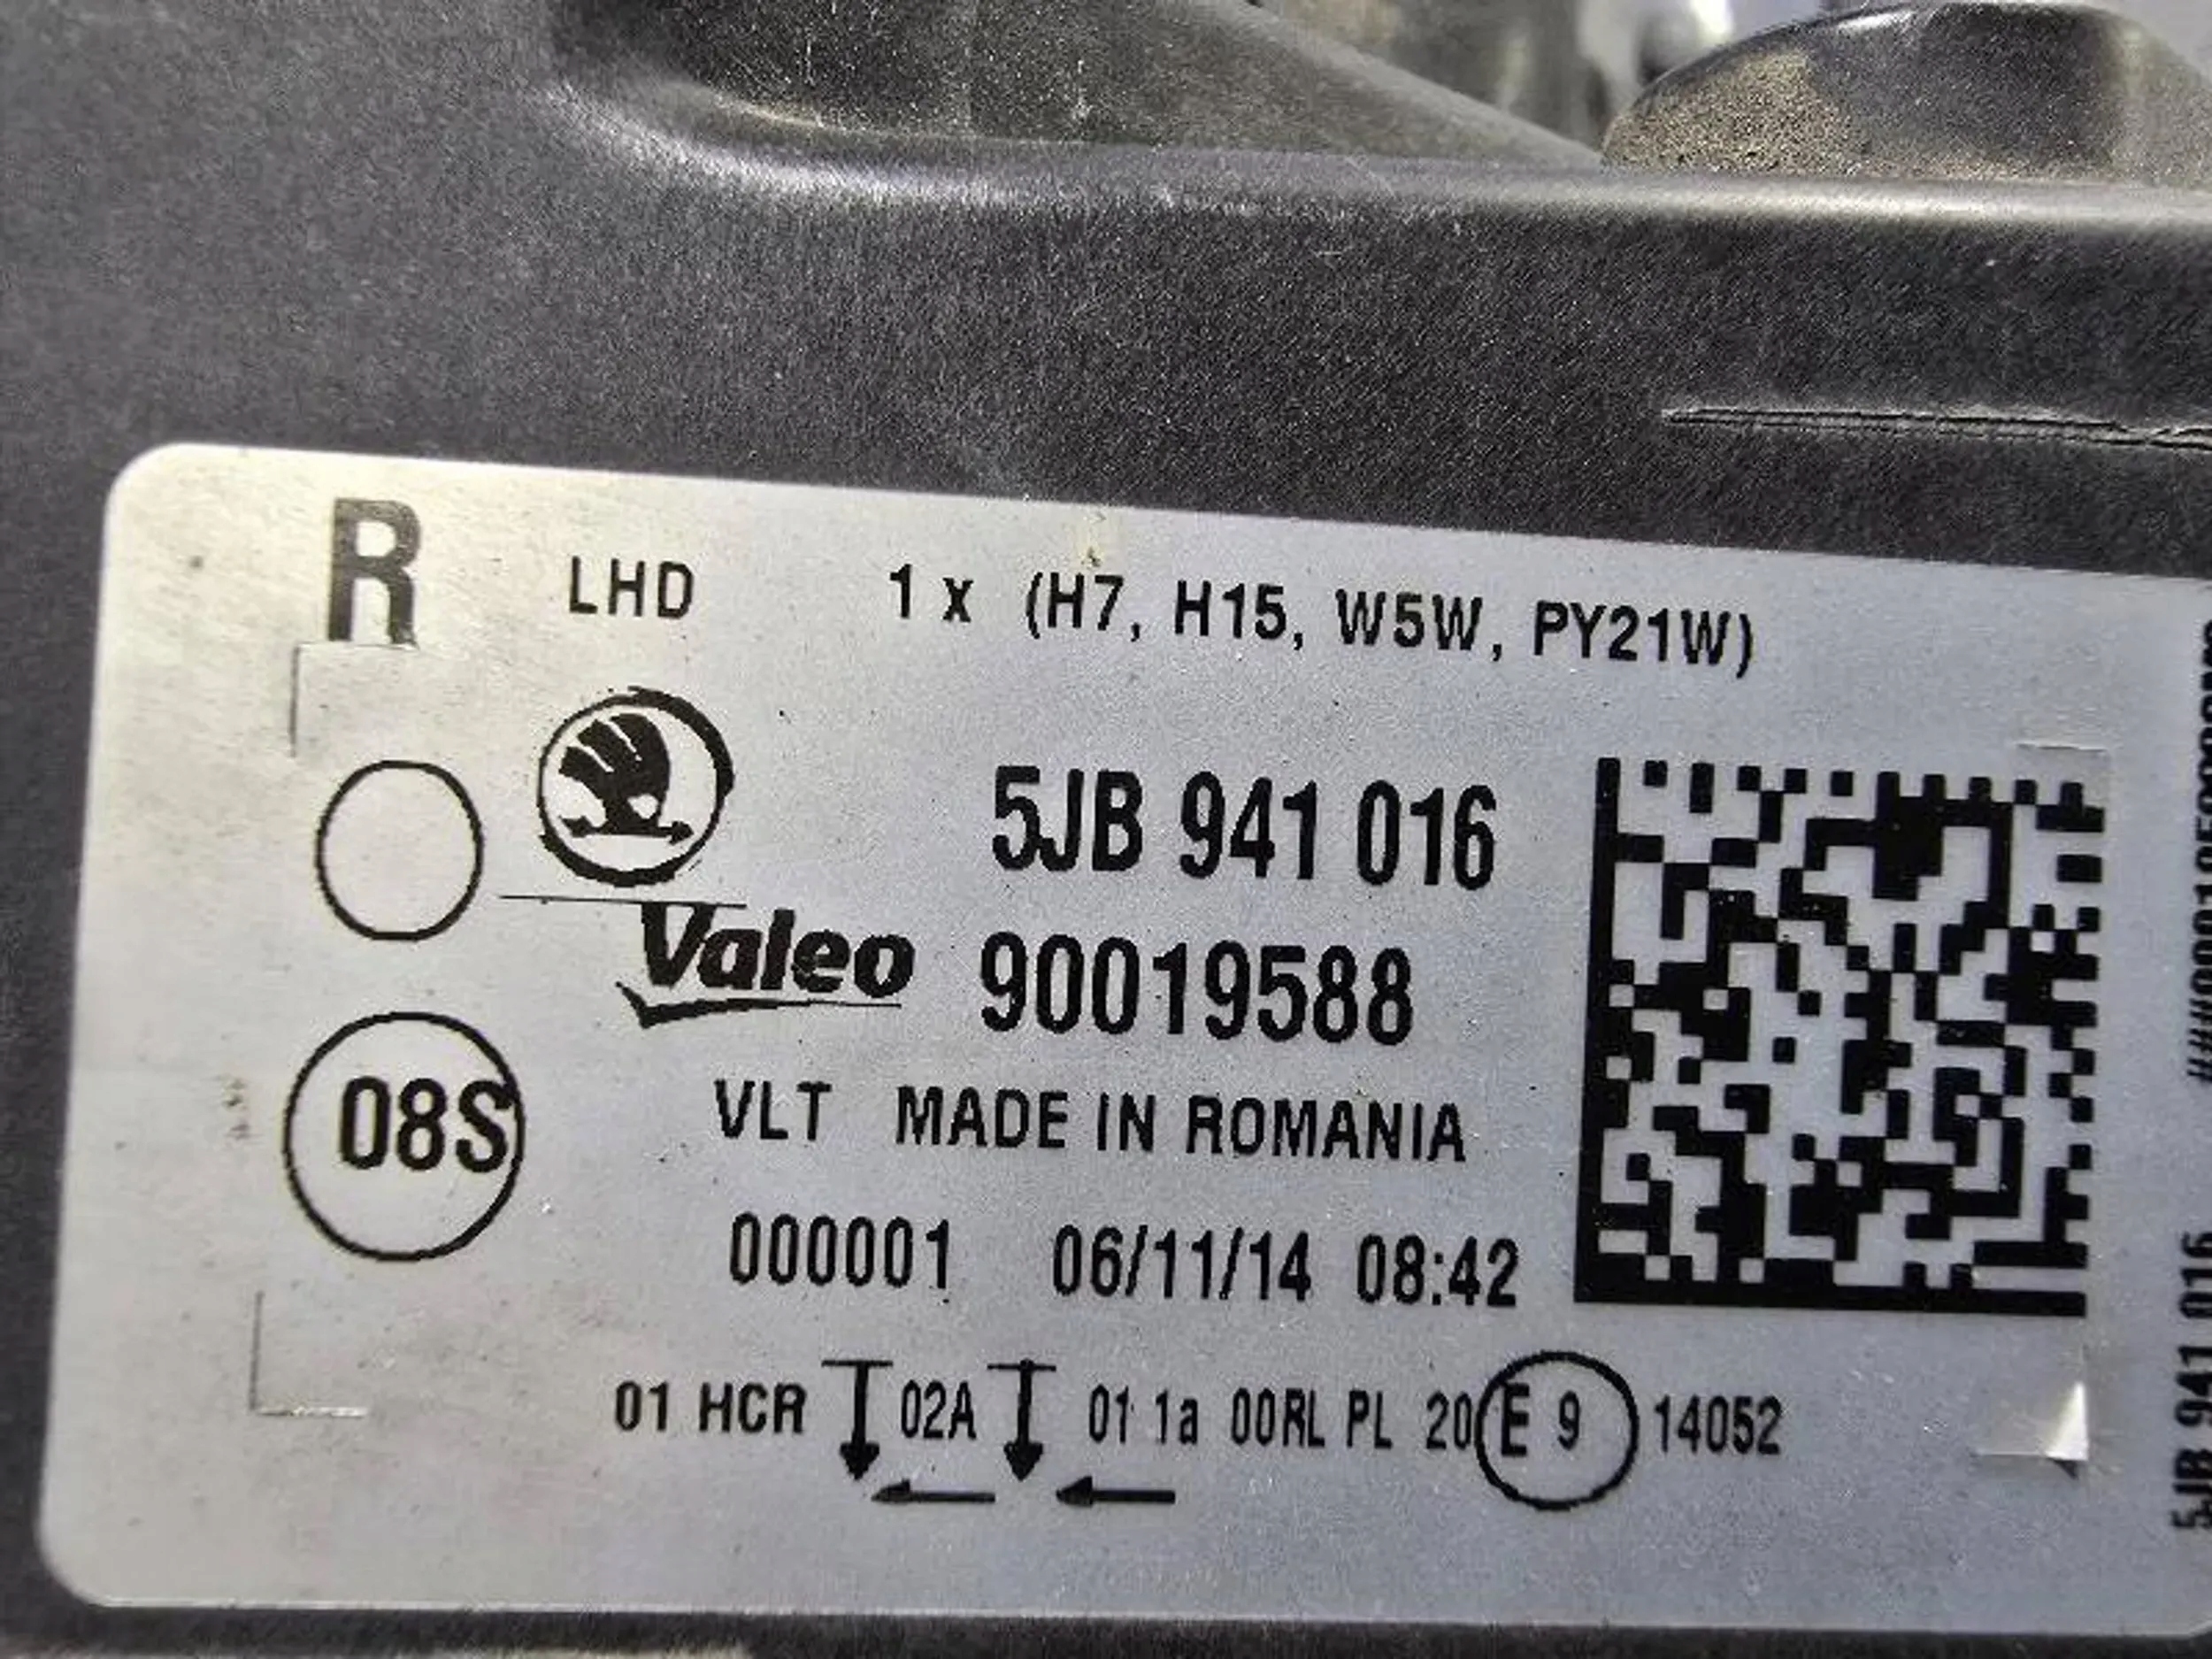 R LHD 1 x (H7, H15, W5W, PY21W)
5JB 941 016
Valeo 90019588
08S
VLT MADE IN ROMANIA
000001 06/11/14 08:42
01 HCR 02A 01 1a 00RL PL 20 E 9 14052
5JB 941 016